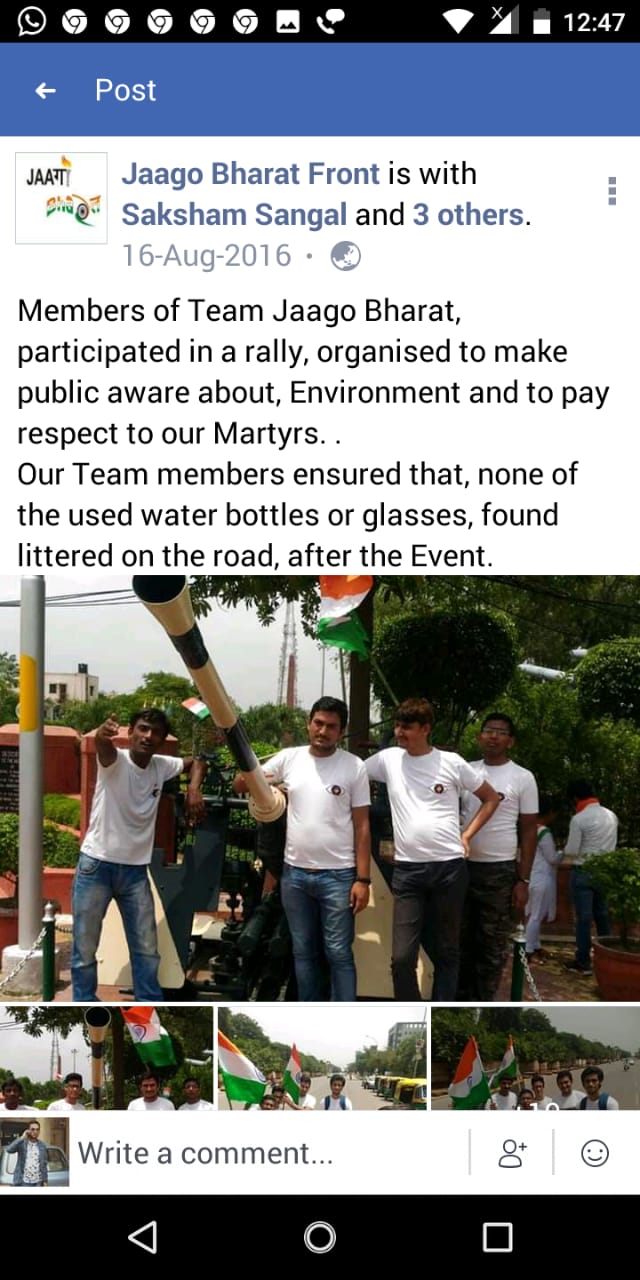 12:47
Post
JAAGO
Jaago Bharat Front is with
Saksham Sangal and 3 others.
16-Aug-2016 •
Members of Team Jaago Bharat,
participated in a rally, organised to make
public aware about, Environment and to pay
respect to our Martyrs. .
Our Team members ensured that, none of
the used water bottles or glasses, found
littered on the road, after the Event.
Write a comment...